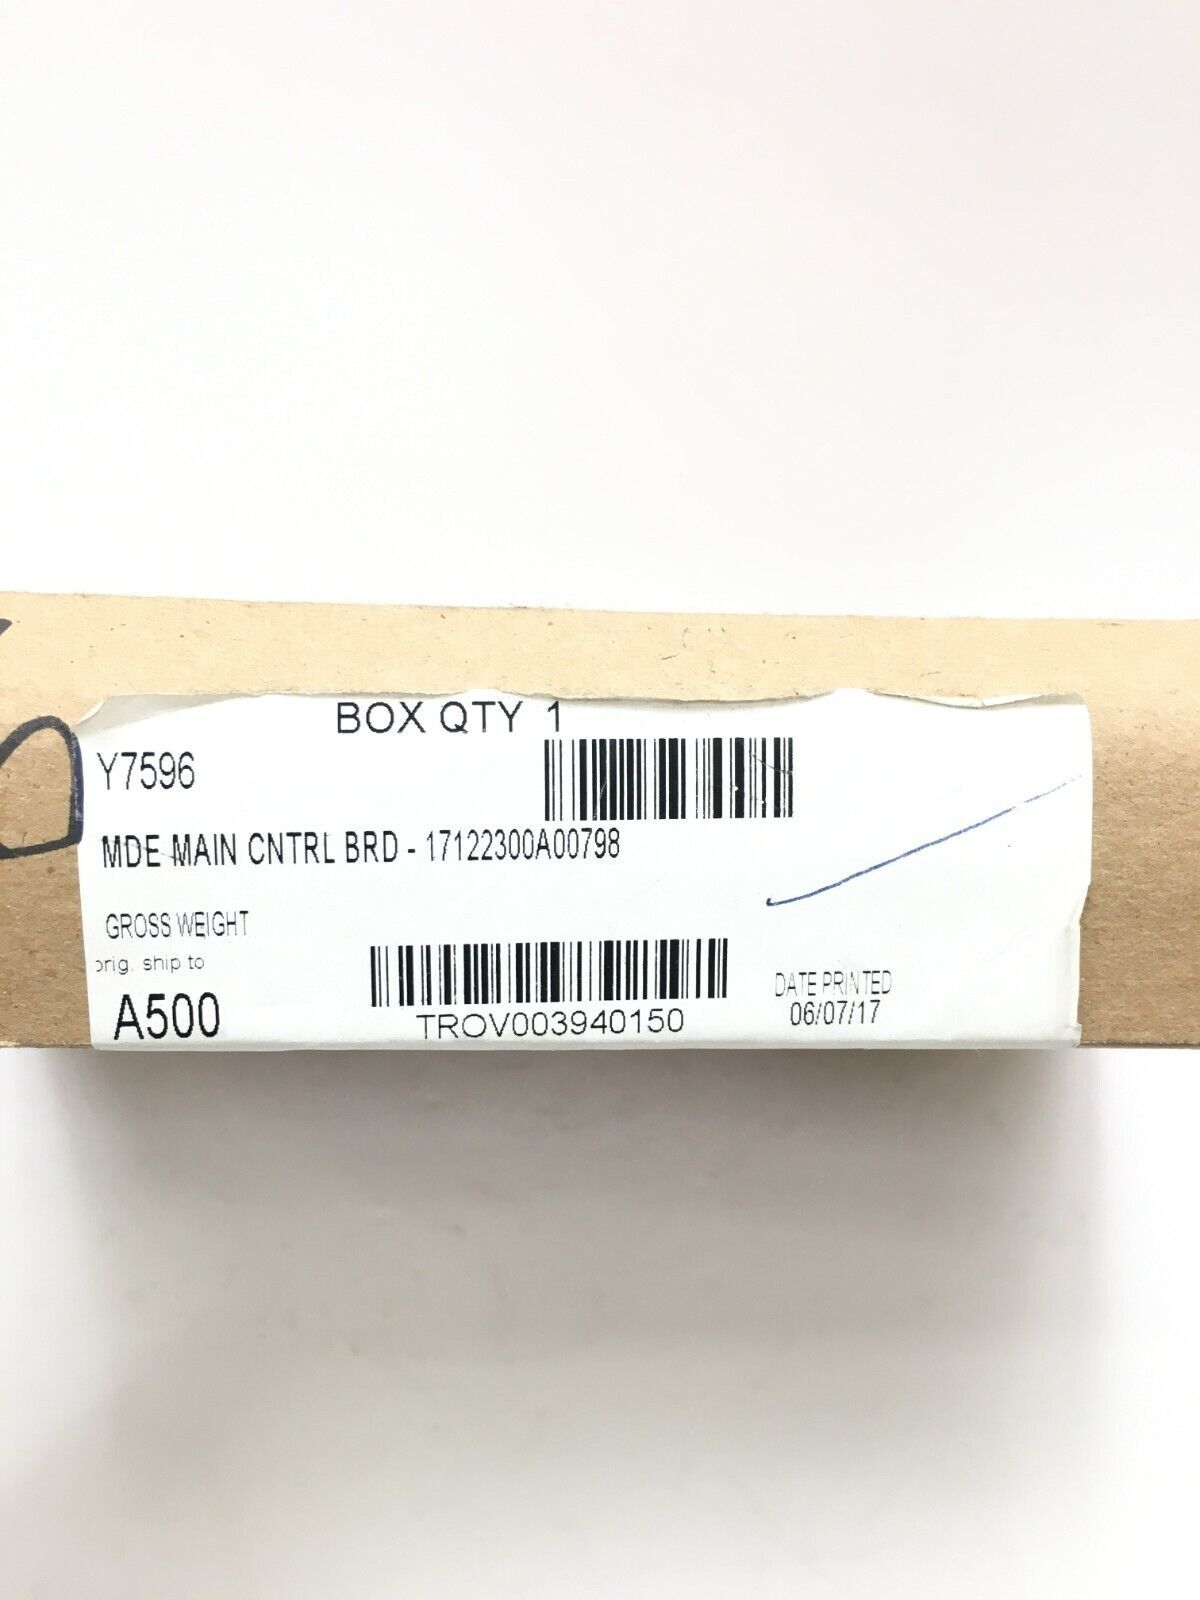 BOX QTY 1
Y7596
MDE MAIN CNTRL BRD - 17122300A00798
GROSS WEIGHT
orig. ship to
A500
TROV003940150
DATE PRINTED
06/07/17